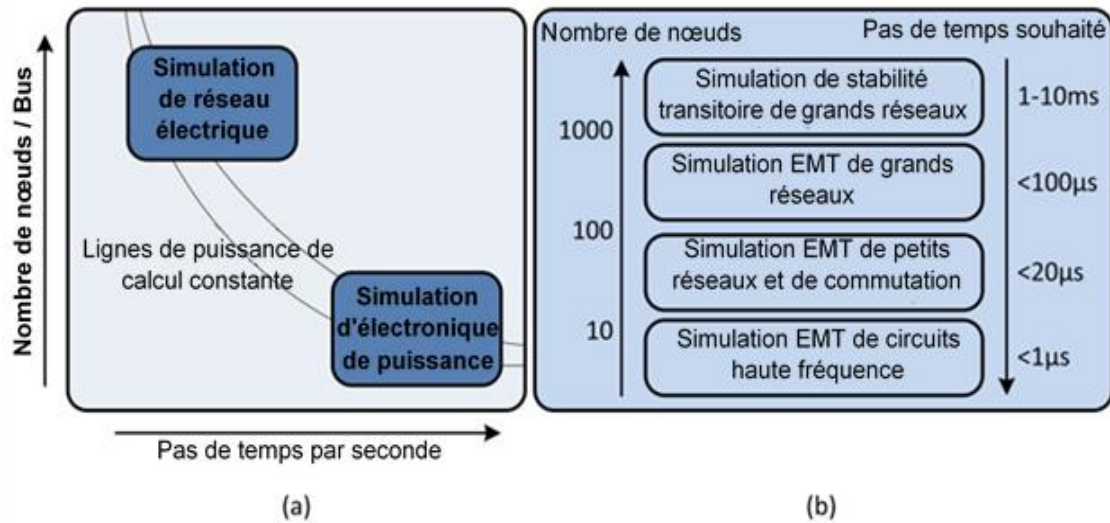 Nombre de nœuds / Bus
Simulation
de réseau
électrique
Lignes de puissance de
calcul constante
Simulation
d'électronique
de puissance
Pas de temps par seconde
(a)
Nombre de nœuds
Pas de temps souhaité
1000
100
10
Simulation de stabilité
transitoire de grands réseaux
Simulation EMT de grands
réseaux
Simulation EMT de petits
réseaux et de commutation
Simulation EMT de circuits
haute fréquence
1-10ms
<100µs
<20µs
<1µs
(b)